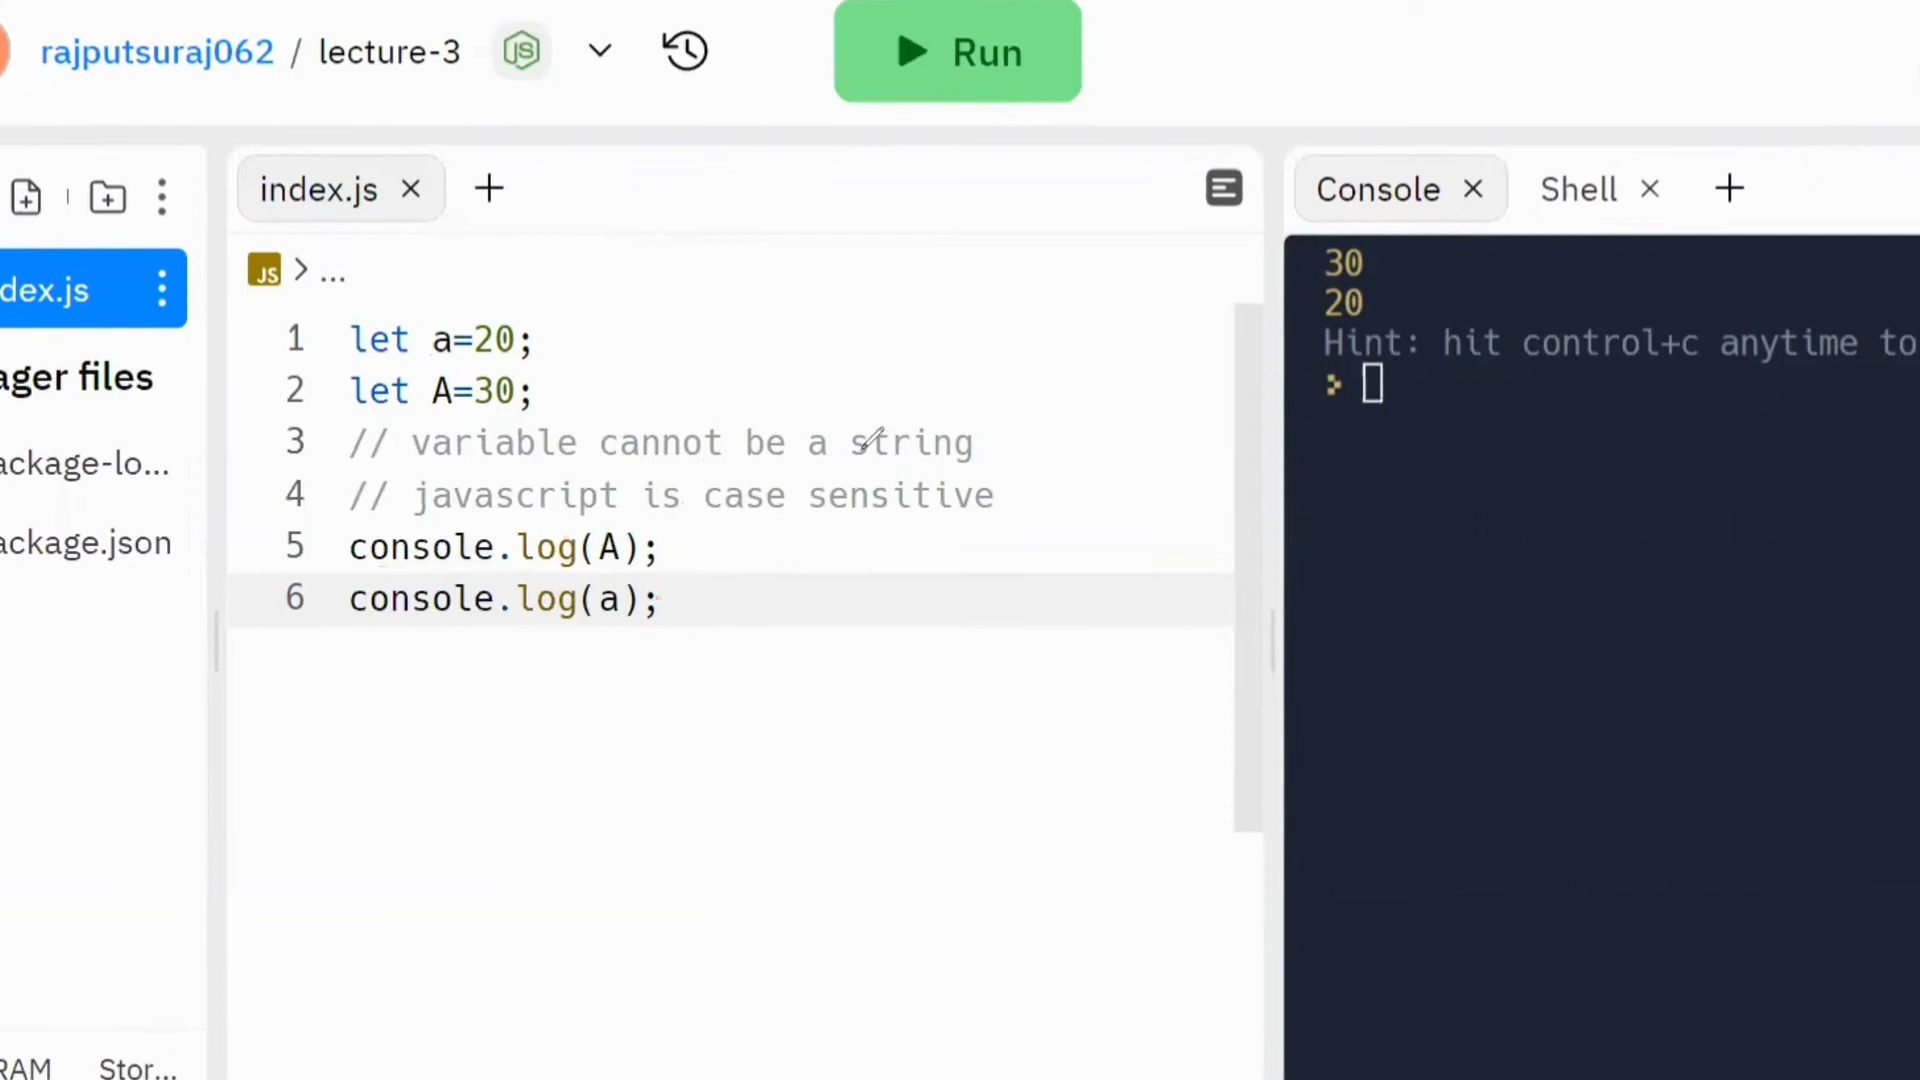 rajputsuraj062 / lecture-3
Run
index.js
Console
Shell
dex.js
ager files
ackage-lo...
ackage.json
RAM
Stor...
JS > ...
1 let a=20;
2 let A=30;
3 // variable cannot be a string
4 // javascript is case sensitive
5 console.log(A);
6 console.log(a);
30
20
Hint: hit control+c anytime to